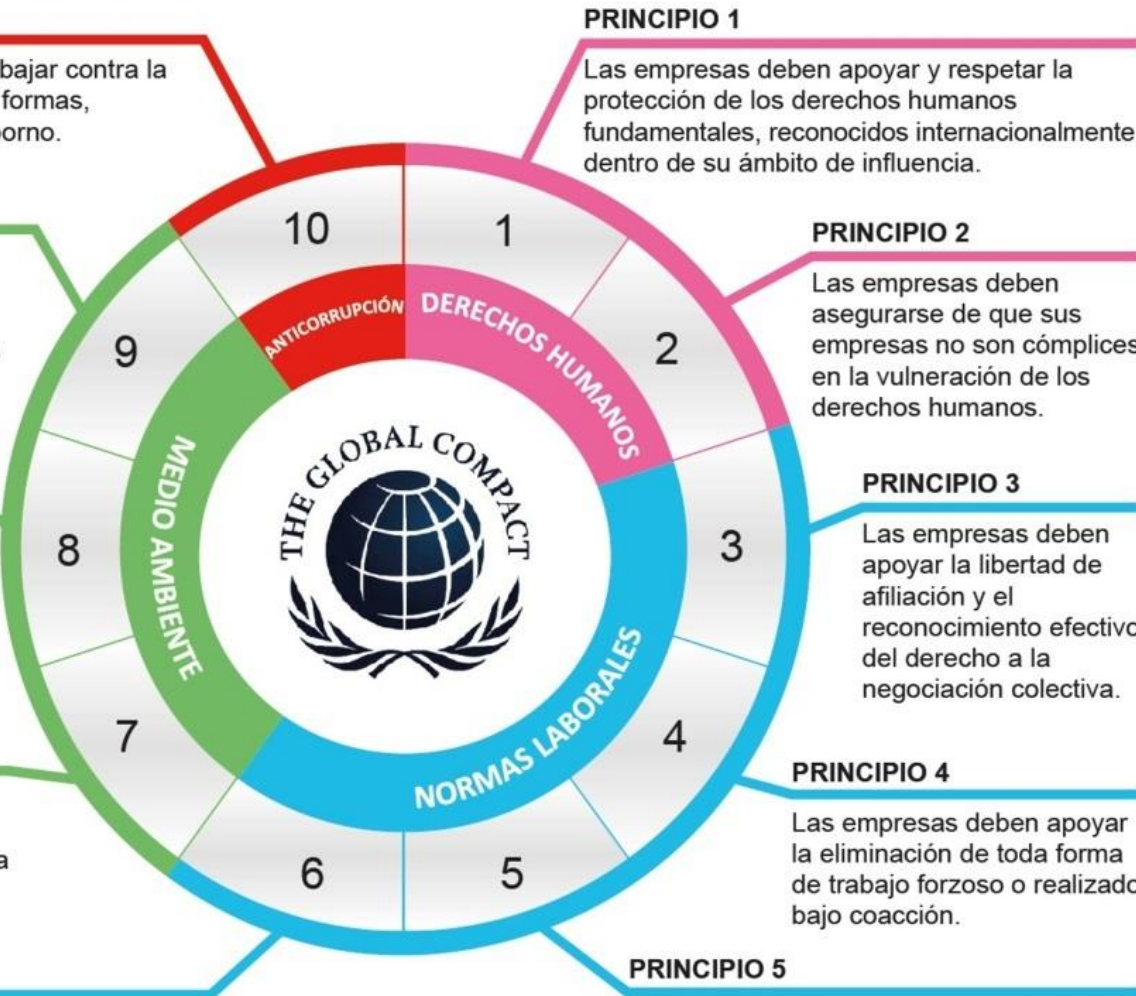 PRINCIPIO 1
Las empresas deben apoyar y respetar la
protección de los derechos humanos
fundamentales, reconocidos internacionalmente
dentro de su ámbito de influencia.
PRINCIPIO 2
Las empresas deben
asegurarse de que sus
empresas no son cómplices
en la vulneración de los
derechos humanos.
PRINCIPIO 3
Las empresas deben
apoyar la libertad de
afiliación y el
reconocimiento efectivo
del derecho a la
negociación colectiva.
PRINCIPIO 4
Las empresas deben apoyar
la eliminación de toda forma
de trabajo forzoso o realizado
bajo coacción.
PRINCIPIO 5
contra la
formas,
10
1
2
3
4
5
6
7
8
9
ANTICORRUPCIÓN
DERECHOS HUMANOS
NORMAS LABORALES
MEDIO AMBIENTE
THE GLOBAL COMPACT